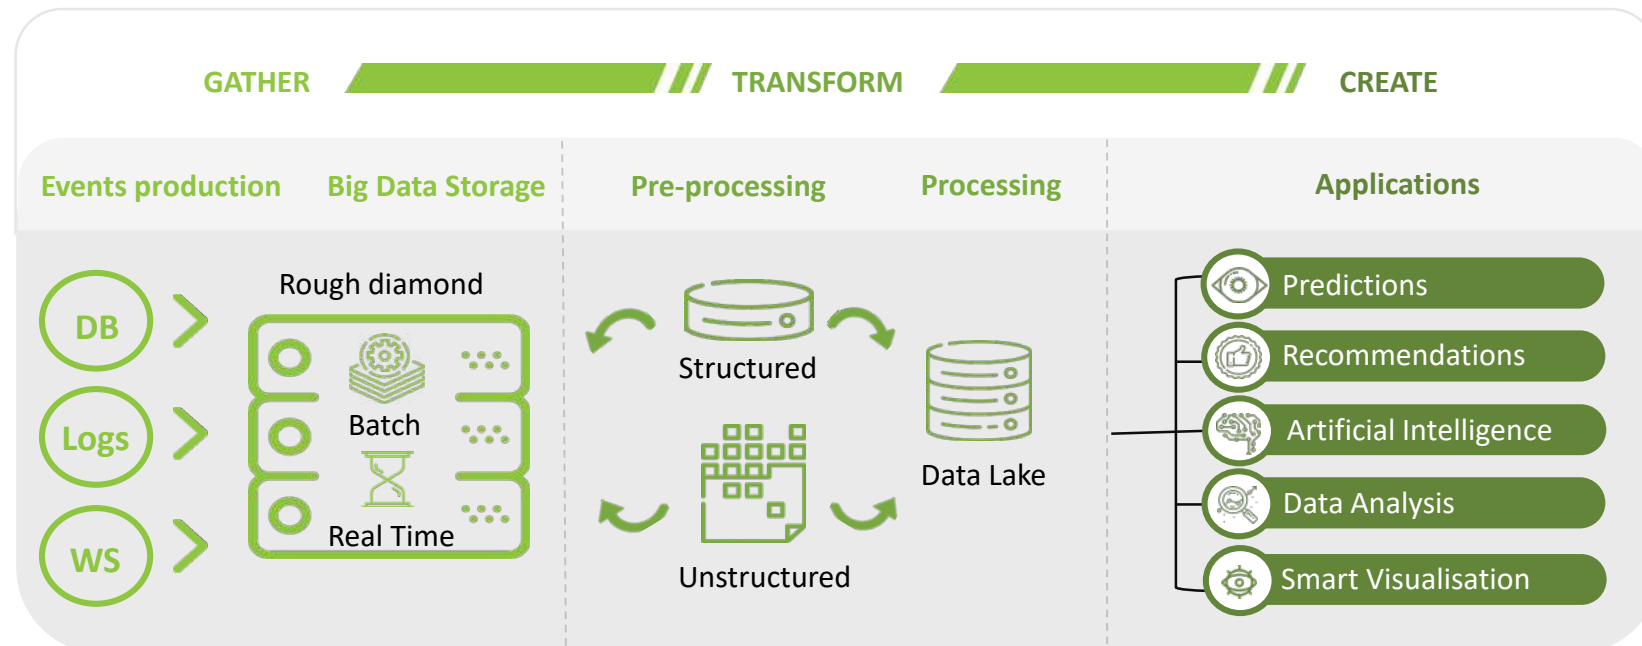 GATHER
TRANSFORM
CREATE
Events production
Big Data Storage
Pre-processing
Processing
Applications
DB
Logs
WS
Rough diamond
Batch
Real Time
Structured
Unstructured
Data Lake
Predictions
Recommendations
Artificial Intelligence
Data Analysis
Smart Visualisation